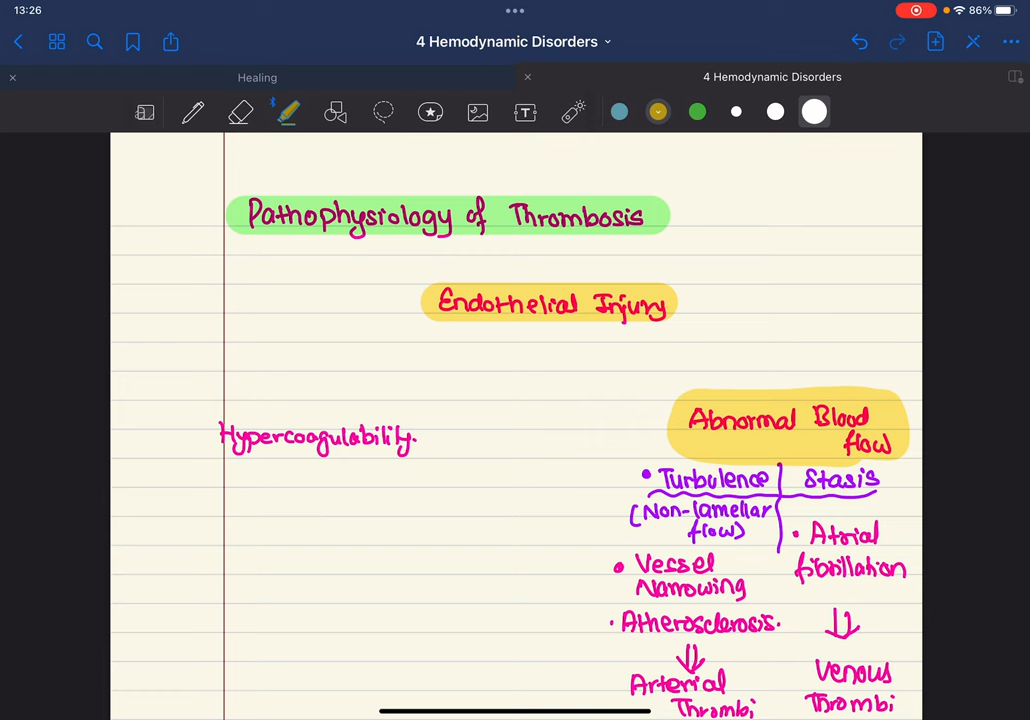 13:26
86%
4 Hemodynamic Disorders
Healing
4 Hemodynamic Disorders
Pathophysiology of Thrombosis
Endothelial Injury
Hypercoagulability.
Abnormal Blood
flow
• Turbulence
(Non-lamellar
flow)
• Vessel
Narrowing
• Atherosclerosis.
⇓
Arterial
Thrombi
Stasis
• Atrial
fibrillation
⇓
Venous
Thrombi